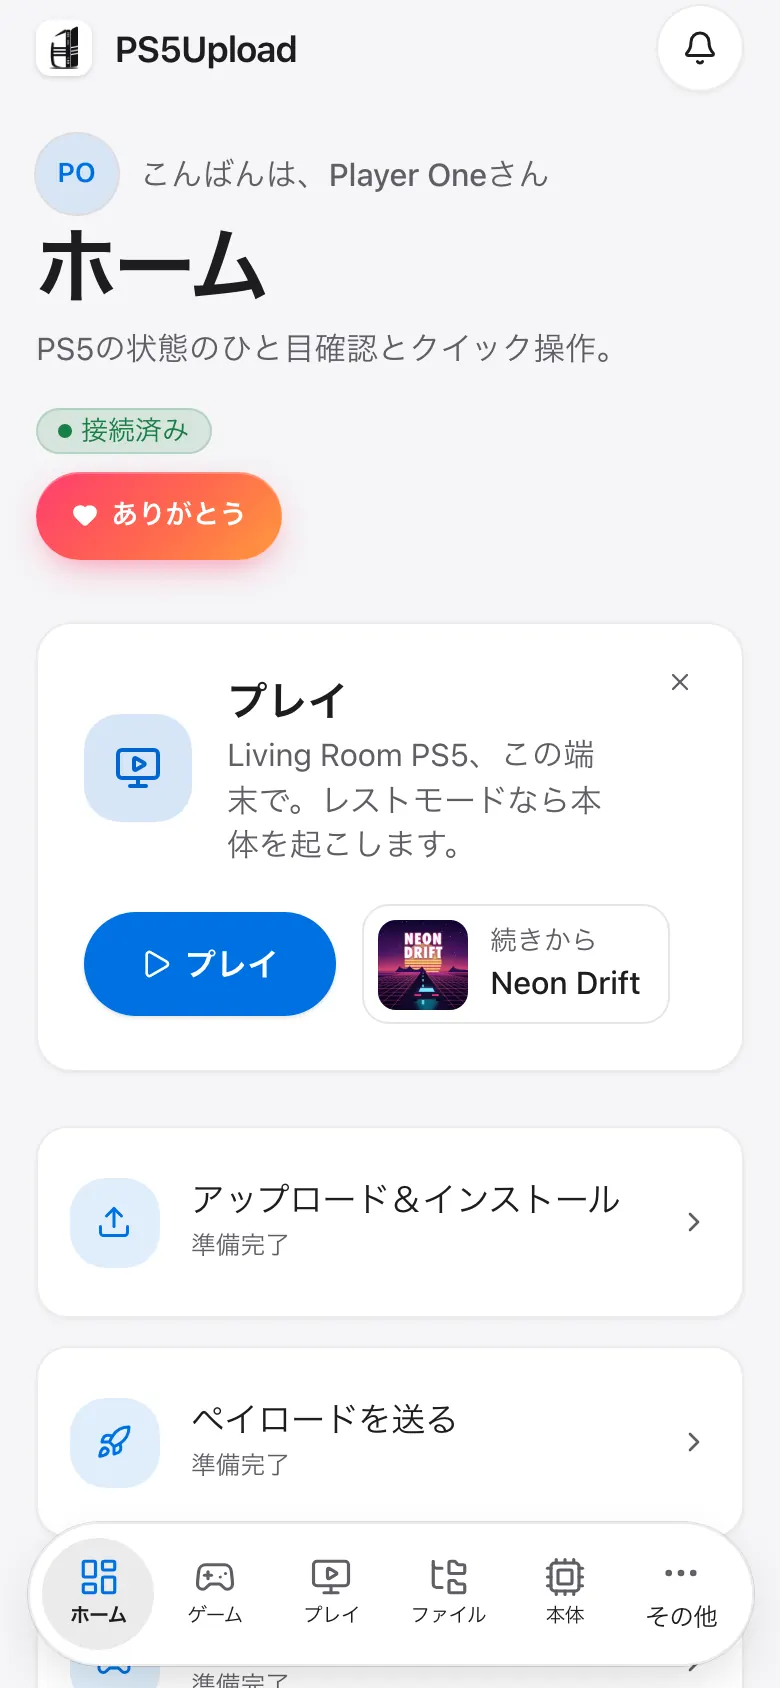 PS5Upload
PO
こんばんは、Player Oneさん
ホーム
PS5の状態のひと目確認とクイック操作。
接続済み
ありがとう
プレイ
Living Room PS5、この端
末で。レストモードなら本
体を起こします。
プレイ
NEON
DRIFT
続きから
Neon Drift
アップロード＆インストール
準備完了
ペイロードを送る
準備完了
ホーム
ゲーム
プレイ
ファイル
本体
その他
準備完了